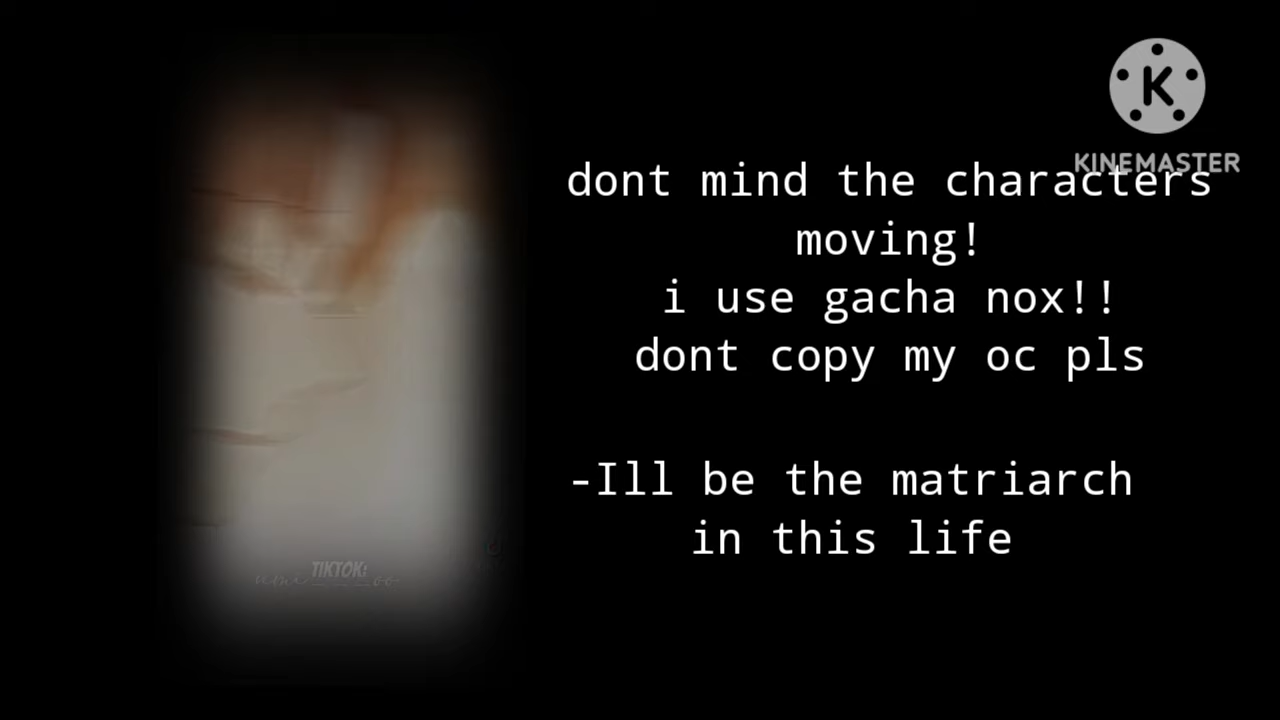 KINEMASTER
dont mind the characters
moving!
i use gacha nox!!
dont copy my oc pls
-Ill be the matriarch
in this life
TIKTOK: